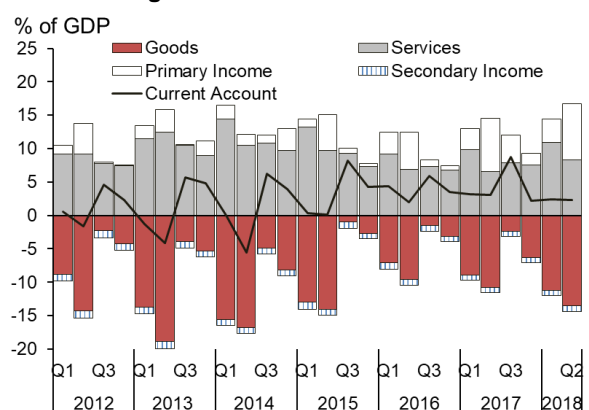 % of GDP
Goods
Services
Primary Income
Secondary Income
Current Account
25
20
15
10
5
0
-5
-10
-15
-20
Q1 Q3 Q1 Q3 Q1 Q3 Q1 Q3 Q1 Q3 Q1 Q3 Q2
2012 2013 2014 2015 2016 2017 2018